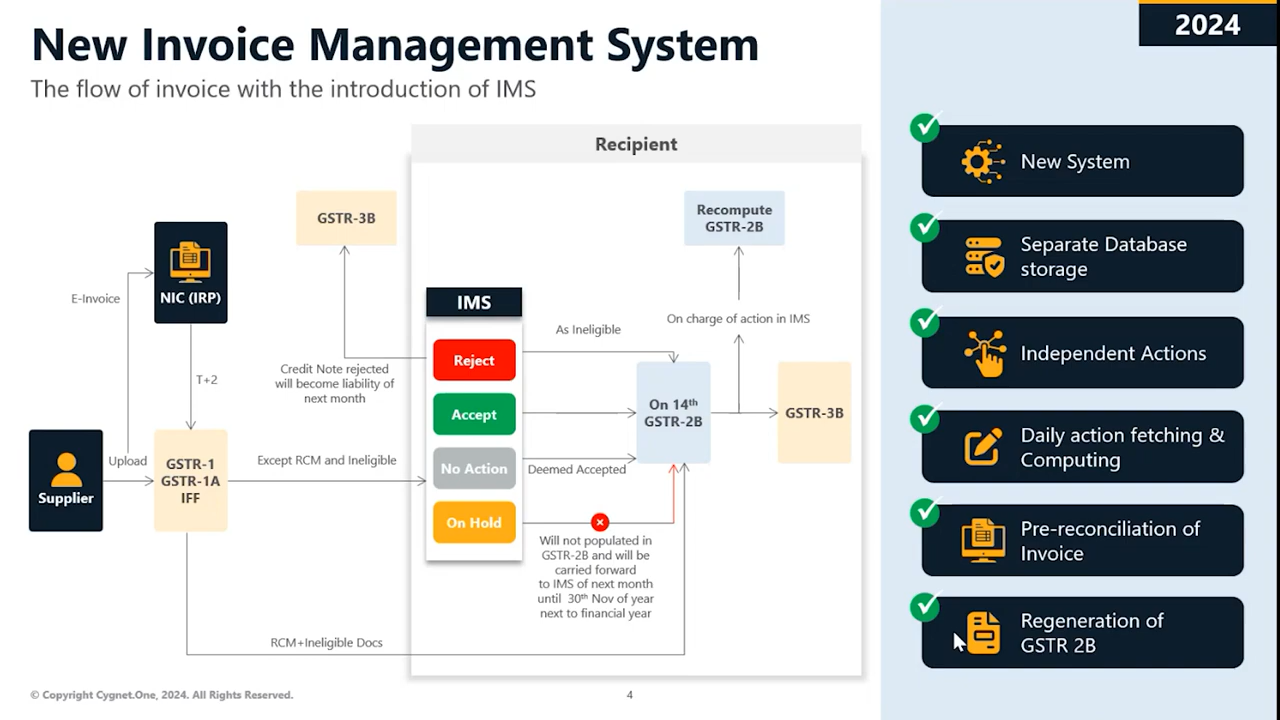 New Invoice Management System
The flow of invoice with the introduction of IMS
2024
Recipient
GSTR-3B
Recompute
GSTR-2B
NIC (IRP)
E-Invoice
IMS
As Ineligible
On charge of action in IMS
Reject
Credit Note rejected
will become liability of
next month
T+2
Accept
On 14th
GSTR-2B
GSTR-3B
Supplier
Upload
GSTR-1
GSTR-1A
IFF
Except RCM and Ineligible
No Action
Deemed Accepted
On Hold
Will not populated in
GSTR-2B and will be
carried forward
to IMS of next month
until 30th Nov of year
next to financial year
RCM+Ineligible Docs
New System
Separate Database
storage
Independent Actions
Daily action fetching &
Computing
Pre-reconciliation of
Invoice
Regeneration of
GSTR 2B
© Copyright Cygnet.One, 2024. All Rights Reserved.
4